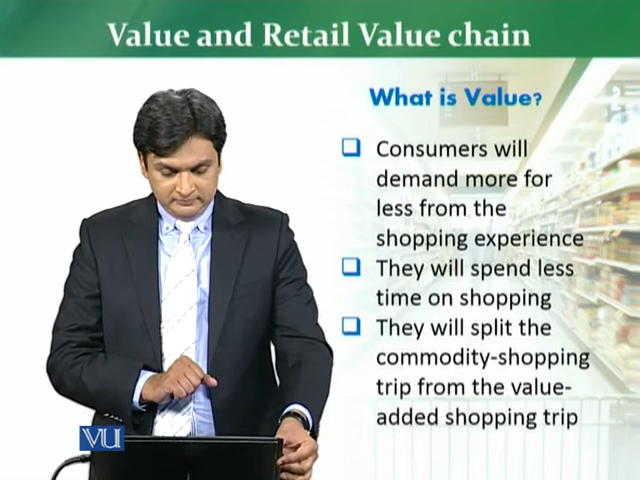 Value and Retail Value chain
What is Value?
Consumers will
demand more for
less from the
shopping experience
They will spend less
time on shopping
They will split the
commodity-shopping
trip from the value-
added shopping trip
VU